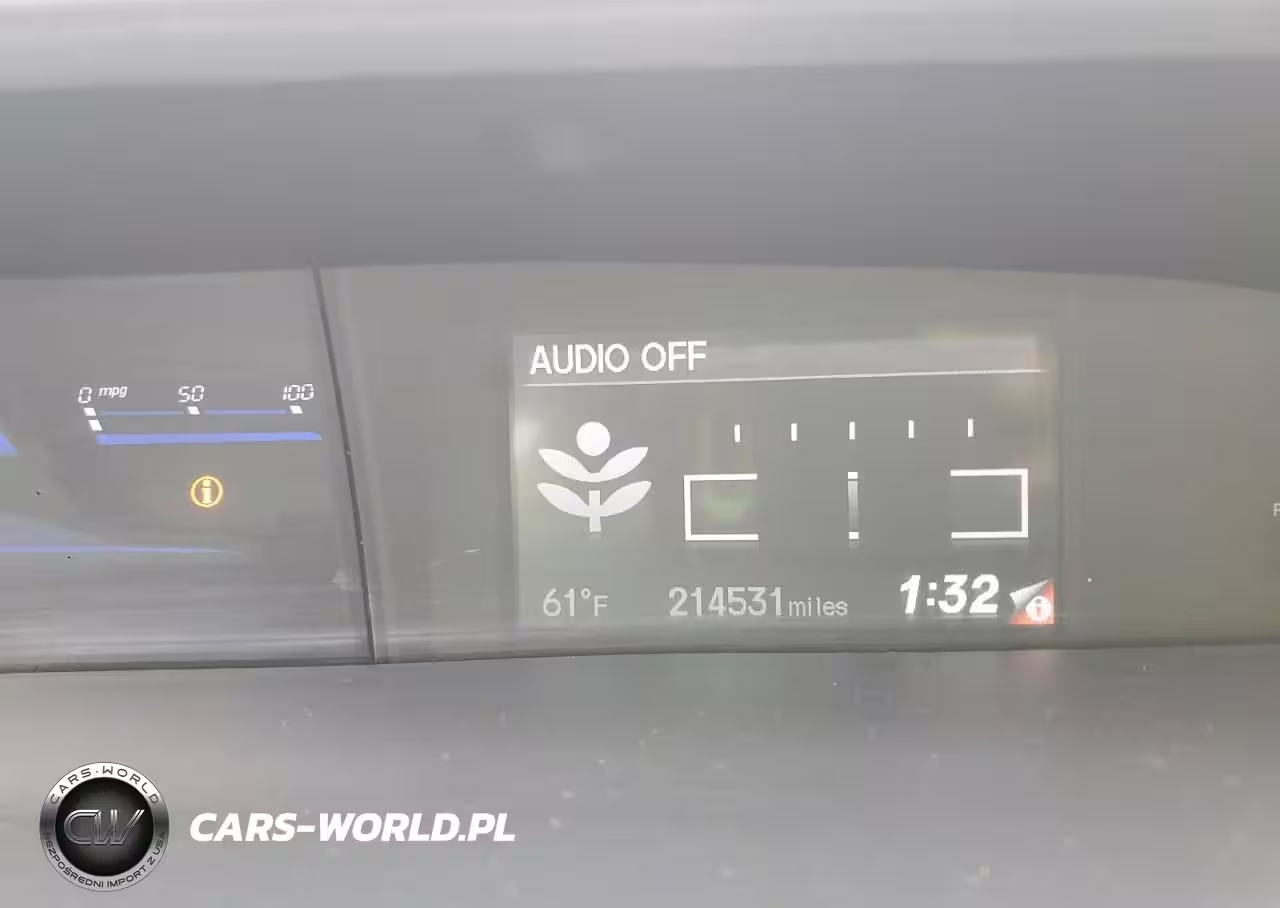 AUDIO OFF
0 mpg 50 100
61°F 214531 miles 1:32
CARS-WORLD
CW
BEZPOŚREDNI IMPORT Z USA
CARS-WORLD.PL